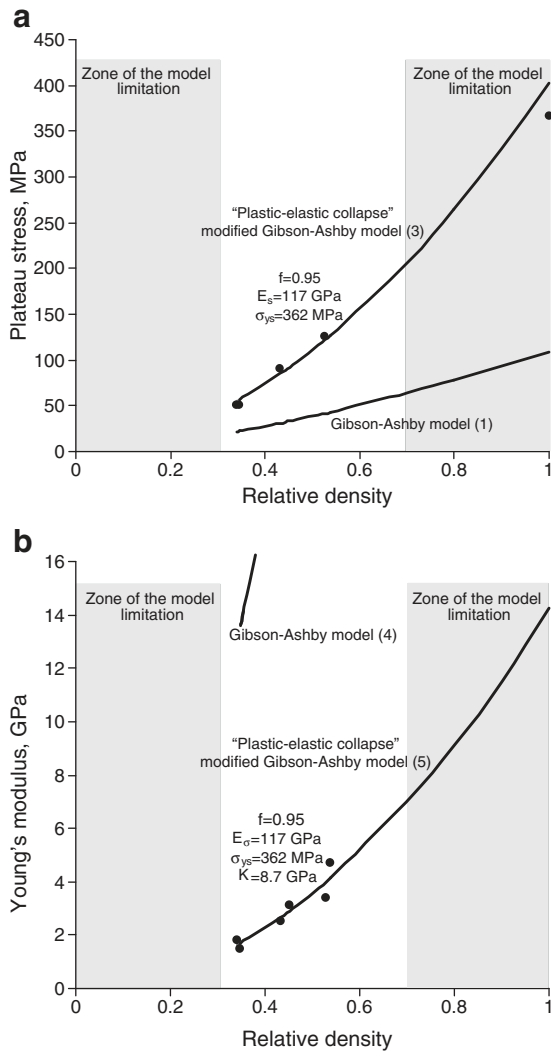 a
450
400
350
300
250
200
150
100
50
0
Plateau stress, MPa
Zone of the model
limitation
Zone of the model
limitation
“Plastic-elastic collapse”
modified Gibson-Ashby model (3)
f=0.95
Es=117 GPa
σys=362 MPa
Gibson-Ashby model (1)
0 0.2 0.4 0.6 0.8 1
Relative density
b
16
14
12
10
8
6
4
2
0
Young’s modulus, GPa
Zone of the model
limitation
Zone of the model
limitation
Gibson-Ashby model (4)
“Plastic-elastic collapse”
modified Gibson-Ashby model (5)
f=0.95
Eσ=117 GPa
σys=362 MPa
K=8.7 GPa
0 0.2 0.4 0.6 0.8 1
Relative density